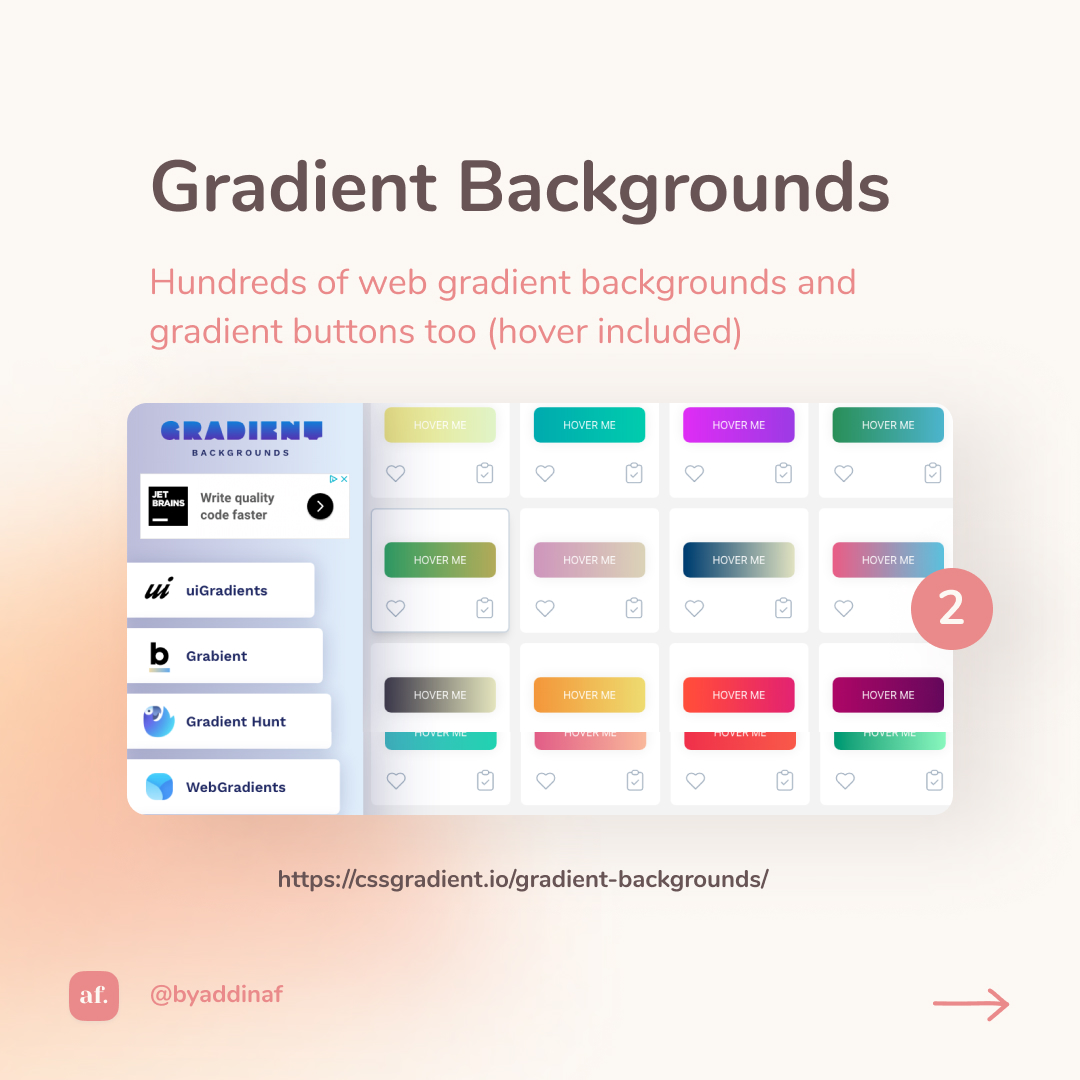 Gradient Backgrounds
Hundreds of web gradient backgrounds and
gradient buttons too (hover included)
GRADIENT
BACKGROUNDS
JET
BRAINS
Write quality
code faster
ui uiGradients
b Grabient
Gradient Hunt
WebGradients
HOVER ME HOVER ME HOVER ME HOVER ME
HOVER ME HOVER ME HOVER ME HOVER ME
HOVER ME HOVER ME HOVER ME HOVER ME
HOVER ME HOVER ME HOVER ME HOVER ME
2
https://cssgradient.io/gradient-backgrounds/
af. @byaddinaf